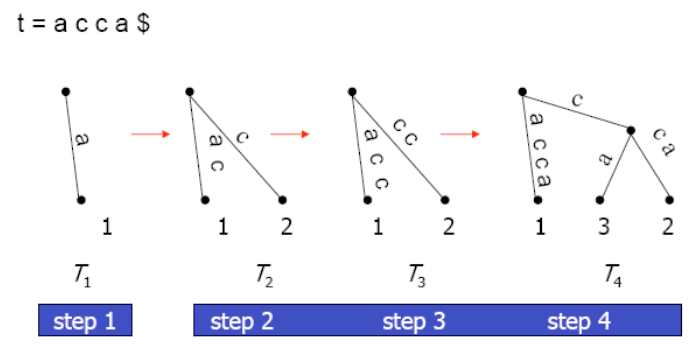 t = a c c a $
a
a c
c
a c c
c c
a c c a
c
a
c a
1
1
2
1
2
1
3
2
T1
T2
T3
T4
step 1
step 2
step 3
step 4